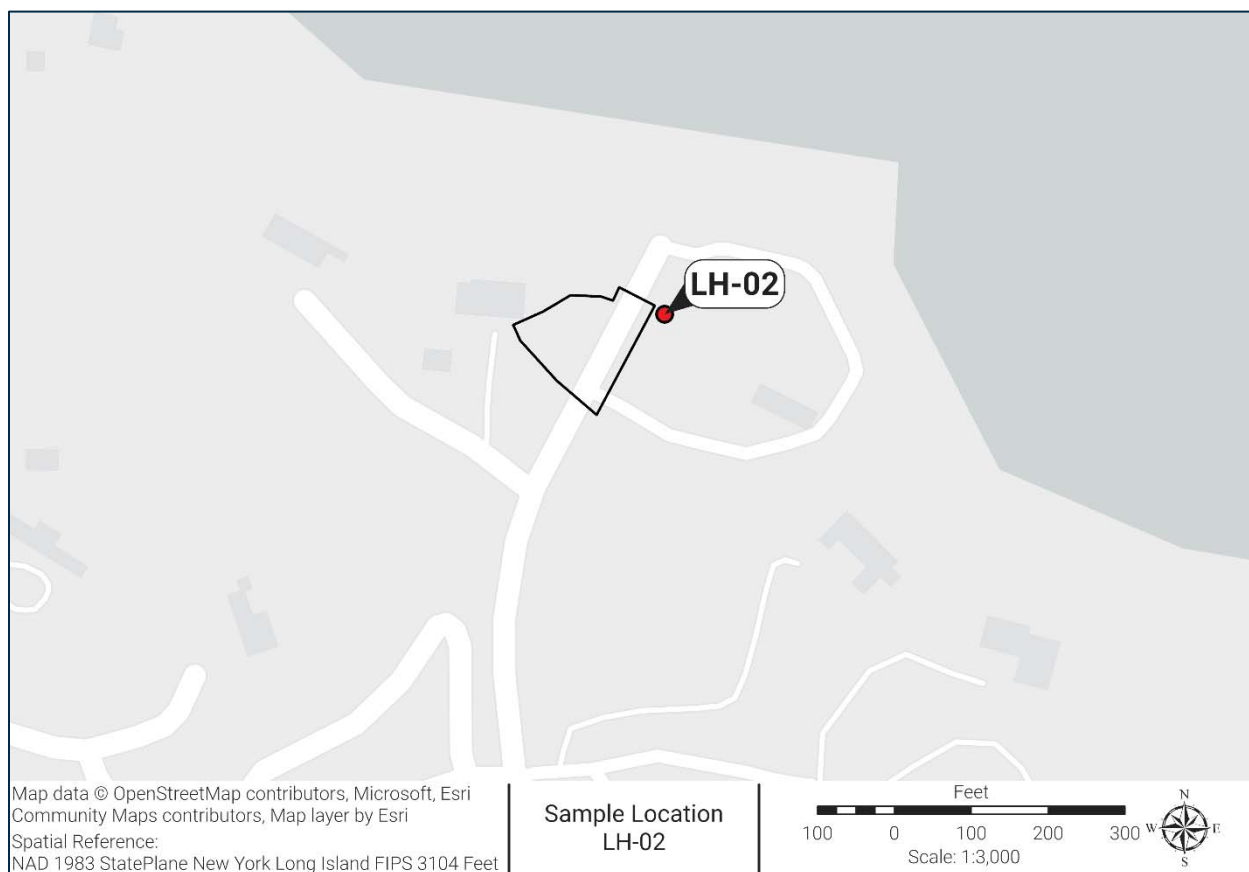 LH-02
Map data © OpenStreetMap contributors, Microsoft, Esri
Community Maps contributors, Map layer by Esri
Spatial Reference:
NAD 1983 StatePlane New York Long Island FIPS 3104 Feet
Sample Location
LH-02
Feet
100 0 100 200 300
Scale: 1:3,000
N
W E
S